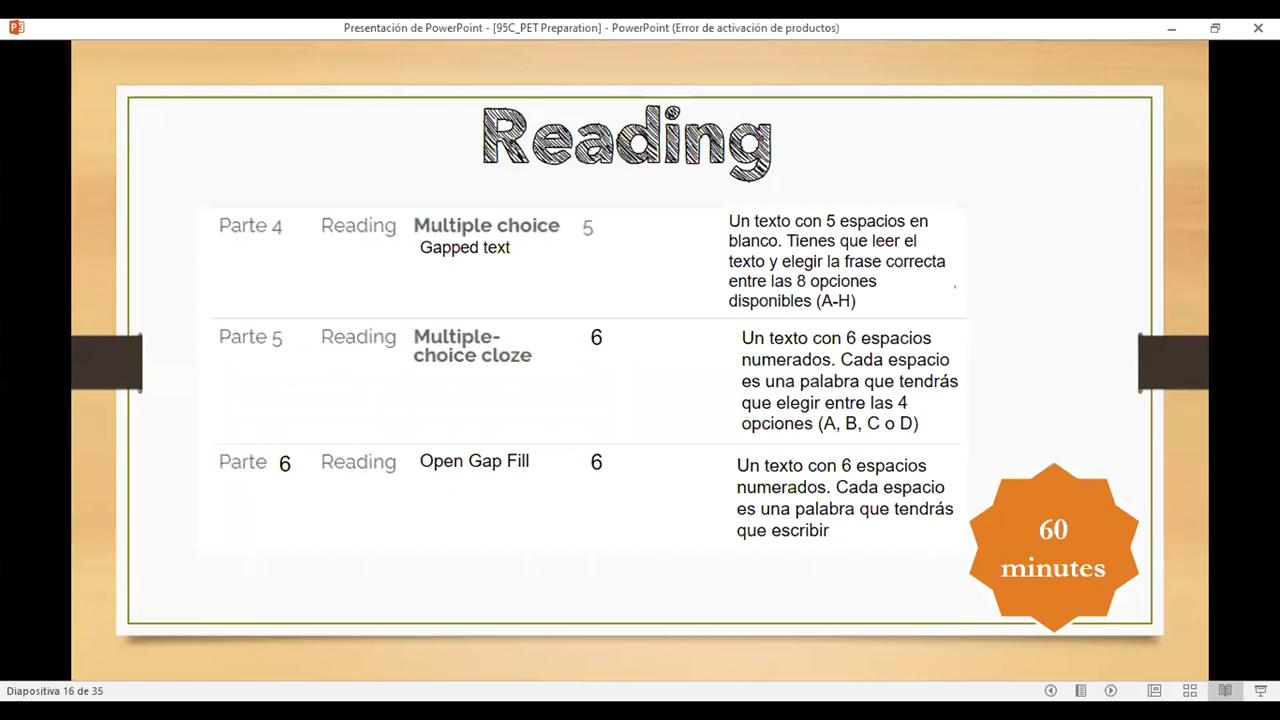 Presentación de PowerPoint - [95C_PET Preparation] - PowerPoint (Error de activación de productos)
Reading
Parte 4 Reading Multiple choice 5
Gapped text
Un texto con 5 espacios en
blanco. Tienes que leer el
texto y elegir la frase correcta
entre las 8 opciones
disponibles (A-H)
Parte 5 Reading Multiple-
choice cloze
6
Un texto con 6 espacios
numerados. Cada espacio
es una palabra que tendrás
que elegir entre las 4
opciones (A, B, C o D)
Parte 6 Reading Open Gap Fill 6
Un texto con 6 espacios
numerados. Cada espacio
es una palabra que tendrás
que escribir
60
minutes
Diapositiva 16 de 35